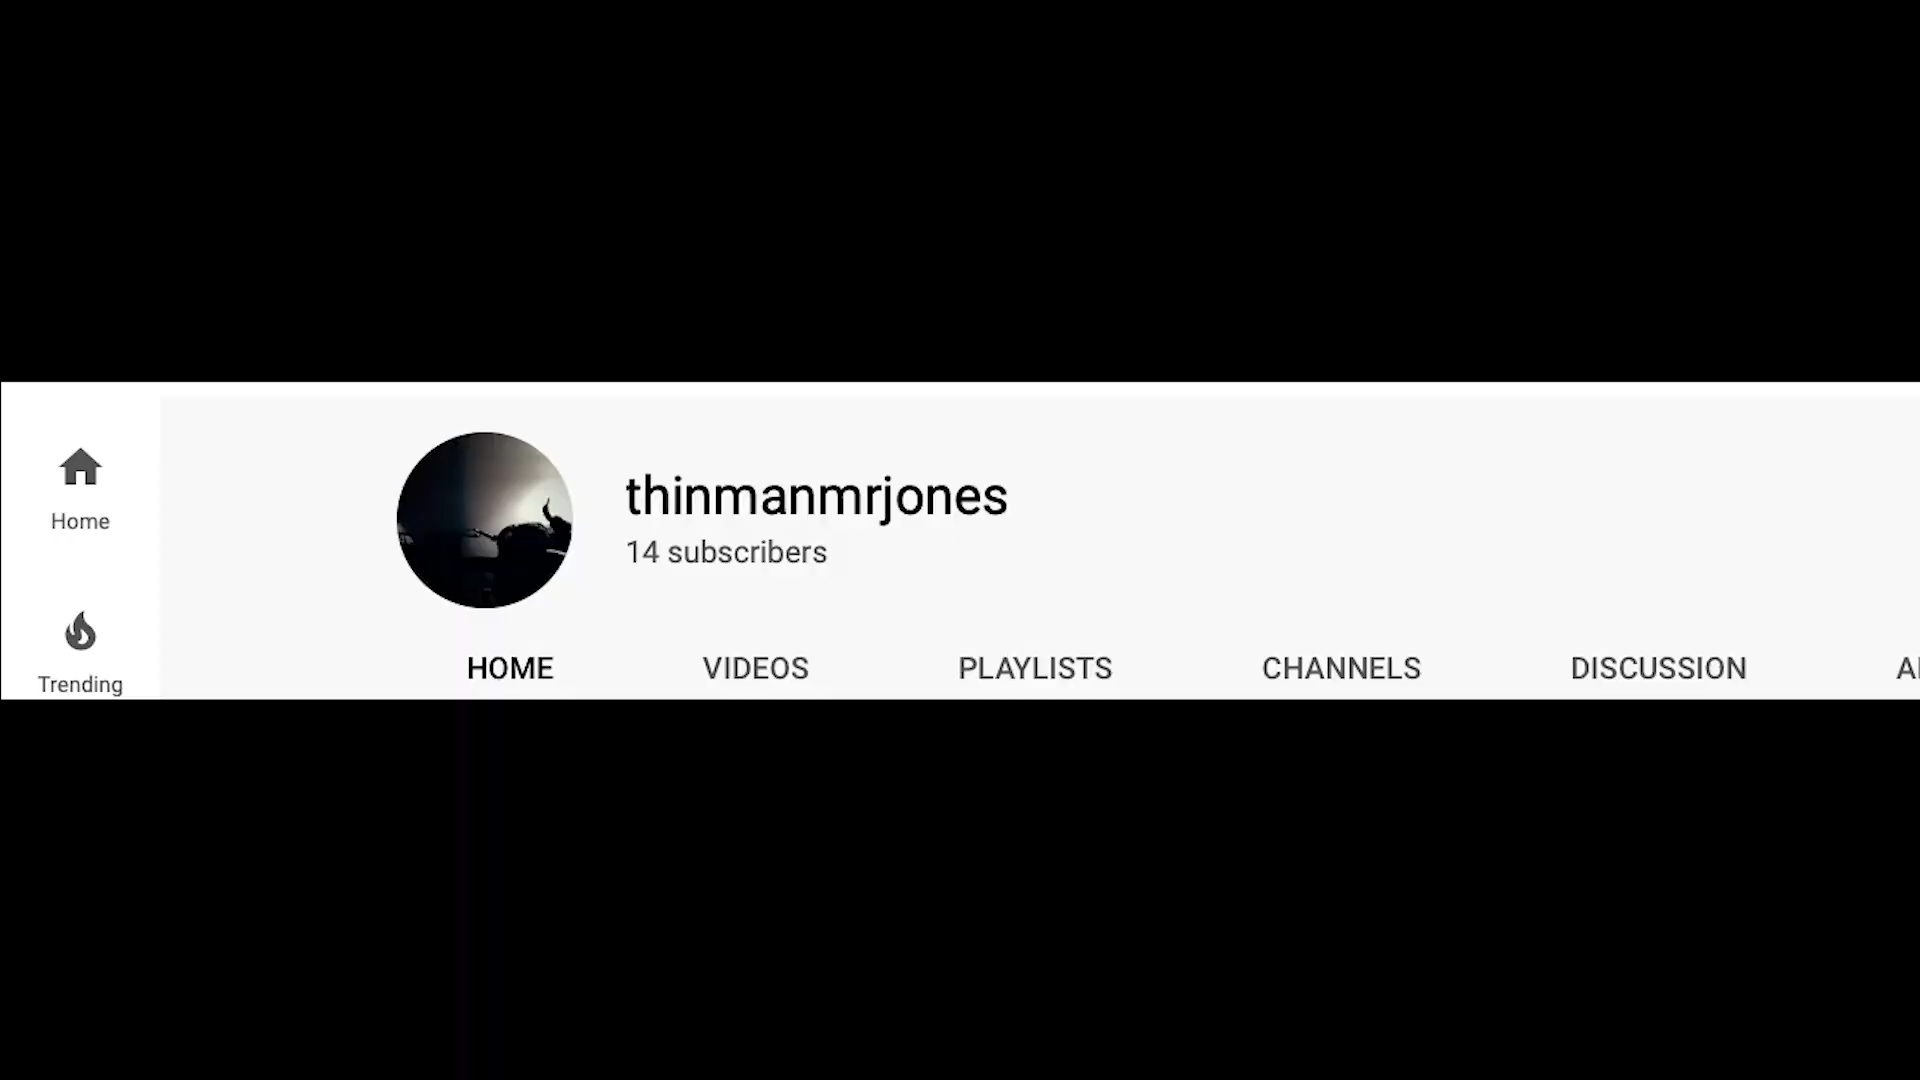 thinmanmrjones
14 subscribers
Home
Trending
HOME VIDEOS PLAYLISTS CHANNELS DISCUSSION